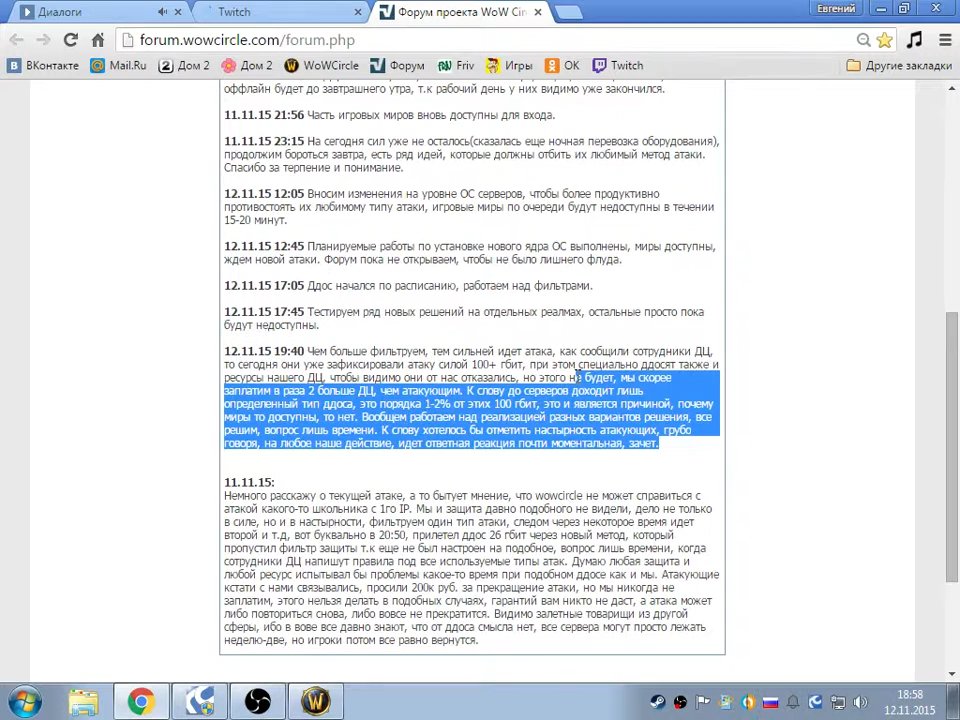 Диалоги
Twitch
Форум проекта WoW Circ
Евгений
forum.wowcircle.com/forum.php
ВКонтакте
Mail.Ru
Дом 2
Дом 2
WoWCircle
Форум
Friv
Игры
OK
Twitch
Другие закладки
оффлайн будет до завтрашнего утра, т.к рабочий день у них видимо уже закончился.
11.11.15 21:56 Часть игровых миров вновь доступны для входа.
11.11.15 23:15 На сегодня сил уже не осталось(сказалась еще ночная перевозка оборудования),
продолжим бороться завтра, есть ряд идей, которые должны отбить их любимый метод атаки.
Спасибо за терпение и понимание.
12.11.15 12:05 Вносим изменения на уровне ОС серверов, чтобы более продуктивно
противостоять их любимому типу атаки, игровые миры по очереди будут недоступны в течении
15-20 минут.
12.11.15 12:45 Планируемые работы по установке нового ядра ОС выполнены, миры доступны,
ждем новой атаки. Форум пока не открываем, чтобы не было лишнего флуда.
12.11.15 17:05 Ддос начался по расписанию, работаем над фильтрами.
12.11.15 17:45 Тестируем ряд новых решений на отдельных реалмах, остальные просто пока
будут недоступны.
12.11.15 19:40 Чем больше фильтруем, тем сильней идет атака, как сообщили сотрудники ДЦ,
то сегодня они уже зафиксировали атаку силой 100+ гбит, при этом специально ддосят также и
ресурсы нашего ДЦ, чтобы видимо они от нас отказались, но этого не будет, мы скорее
заплатим в раза 2 больше ДЦ, чем атакующим. К слову до серверов доходит лишь
определенный тип ддоса, это порядка 1-2% от этих 100 гбит, это и является причиной, почему
миры то доступны, то нет. Вообщем работаем над реализацией разных вариантов решения, все
решим, вопрос лишь времени. К слову хотелось бы отметить настырность атакующих, грубо
говоря, на любое наше действие, идет ответная реакция почти моментальная, зачет.
11.11.15:
Немного расскажу о текущей атаке, а то бытует мнение, что wowcircle не может справиться с
атакой какого-то школьника с 1го IP. Мы и защита давно подобного не видели, дело не только
в силе, но и в настырности, фильтруем один тип атаки, следом через некоторое время идет
второй и т.д, вот буквально в 20:50, прилетел ддос 26 гбит через новый метод, который
пропустил фильтр защиты т.к еще не был настроен на подобное, вопрос лишь времени, когда
сотрудники ДЦ напишут правила под все используемые типы атак. Думаю любая защита и
любой ресурс испытывал бы проблемы какое-то время при подобном ддосе как и мы. Атакующие
кстати с нами связывались, просили 200к руб. за прекращение атаки, но мы никогда не
заплатим, этого нельзя делать в подобных случаях, гарантий вам никто не даст, а атака может
либо повториться снова, либо вовсе не прекратится. Видимо залетные товарищи из другой
сферы, ибо в вове все давно знают, что от ддоса смысла нет, все сервера могут просто лежать
неделю-две, но игроки потом все равно вернутся.
18:58
12.11.2015